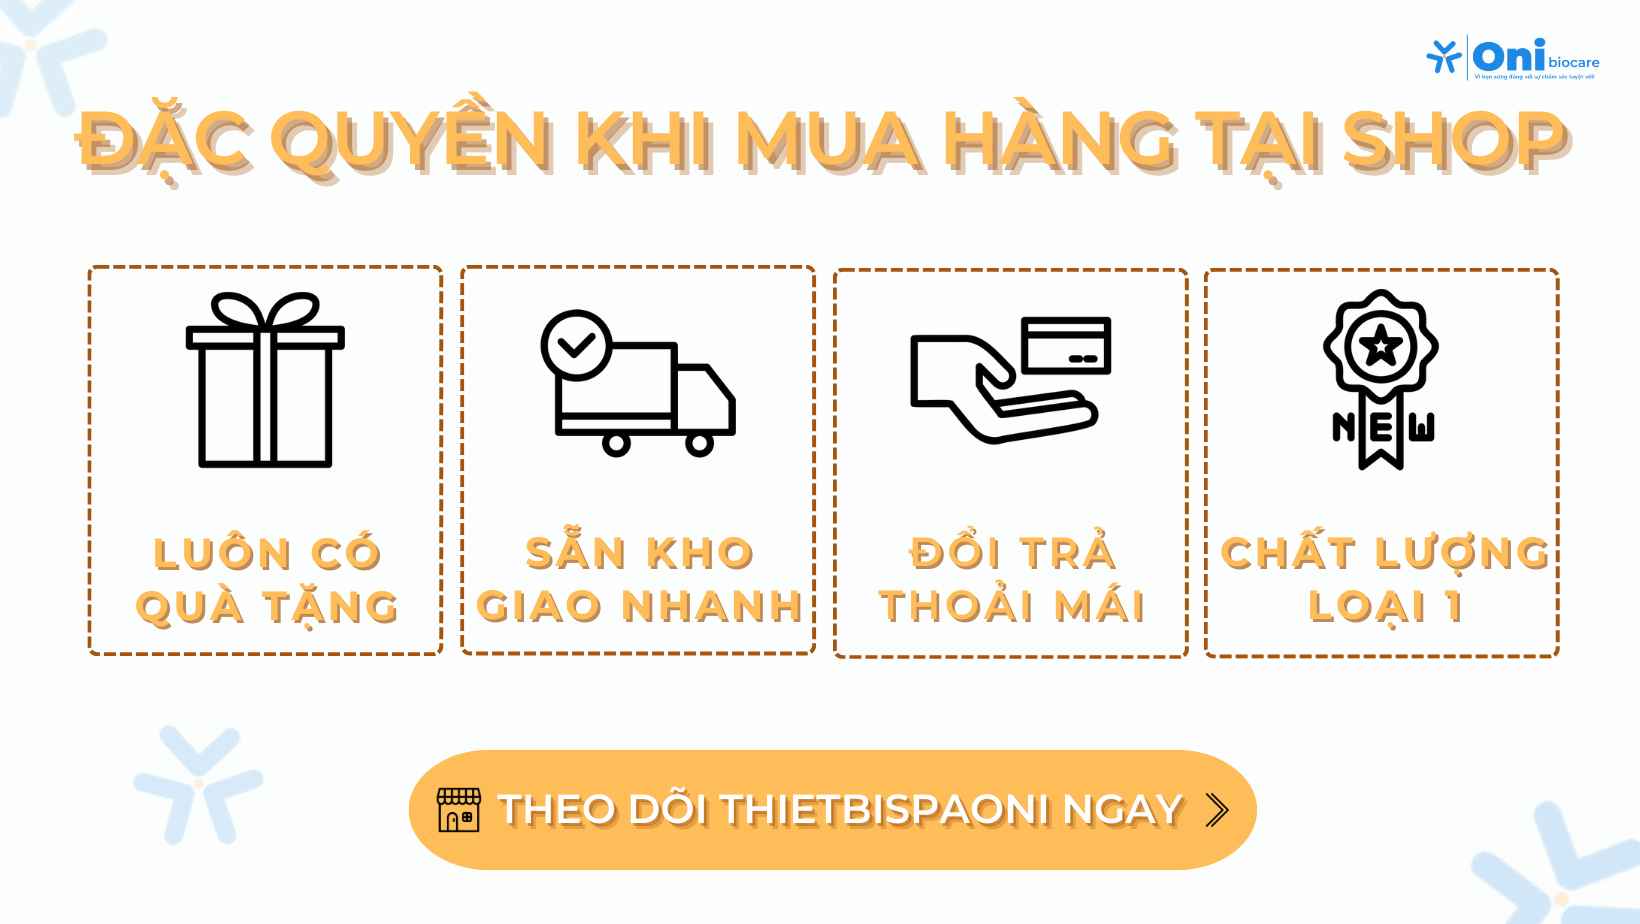 Oni biocare
Vì bạn xứng đáng với sự chăm sóc tuyệt vời!
ĐẶC QUYỀN KHI MUA HÀNG TẠI SHOP
LUÔN CÓ
QUÀ TẶNG
SẴN KHO
GIAO NHANH
ĐỔI TRẢ
THOẢI MÁI
NEW
CHẤT LƯỢNG
LOẠI 1
THEO DÕI THIETBISPAONI NGAY